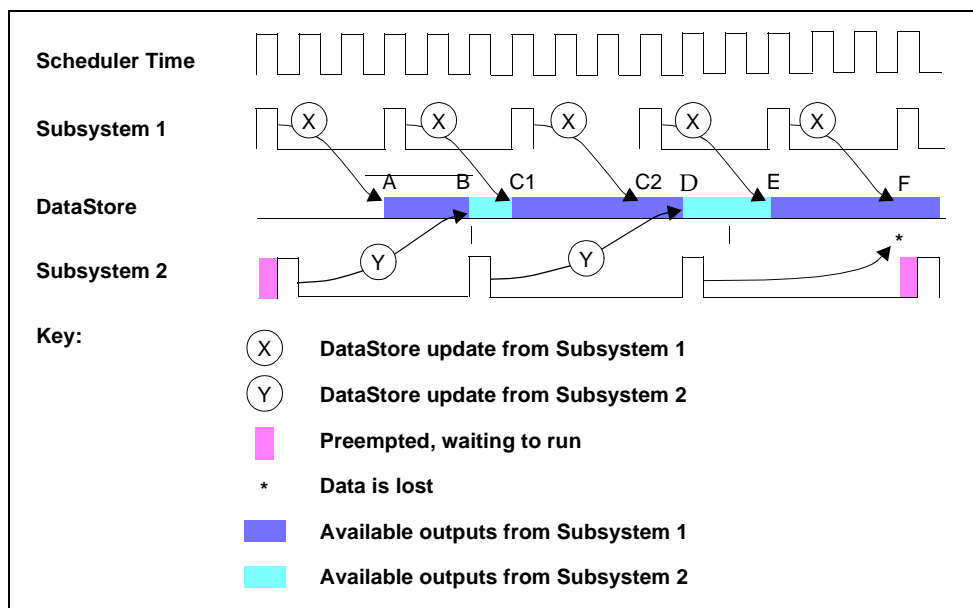 Scheduler Time
Subsystem 1
X X X X X
A B C1 C2 D E F
DataStore
*
Y Y
Subsystem 2
Key:
X DataStore update from Subsystem 1
Y DataStore update from Subsystem 2
Preempted, waiting to run
* Data is lost
Available outputs from Subsystem 1
Available outputs from Subsystem 2